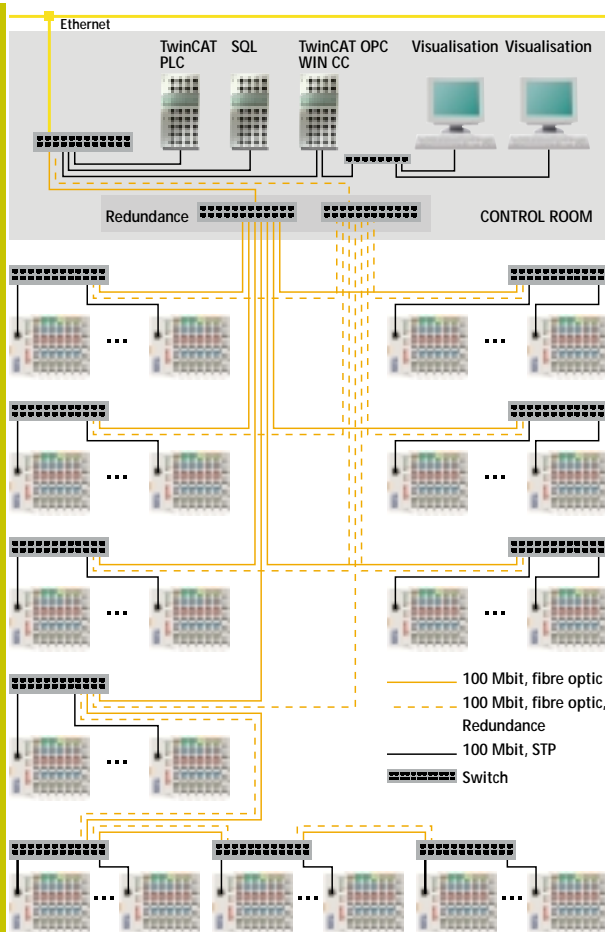 Ethernet
TwinCAT SQL TwinCAT OPC Visualisation Visualisation
PLC WIN CC
Redundance CONTROL ROOM
...
...
...
...
...
...
100 Mbit, fibre optic
100 Mbit, fibre optic,
Redundance
100 Mbit, STP
...
Switch
... ... ...